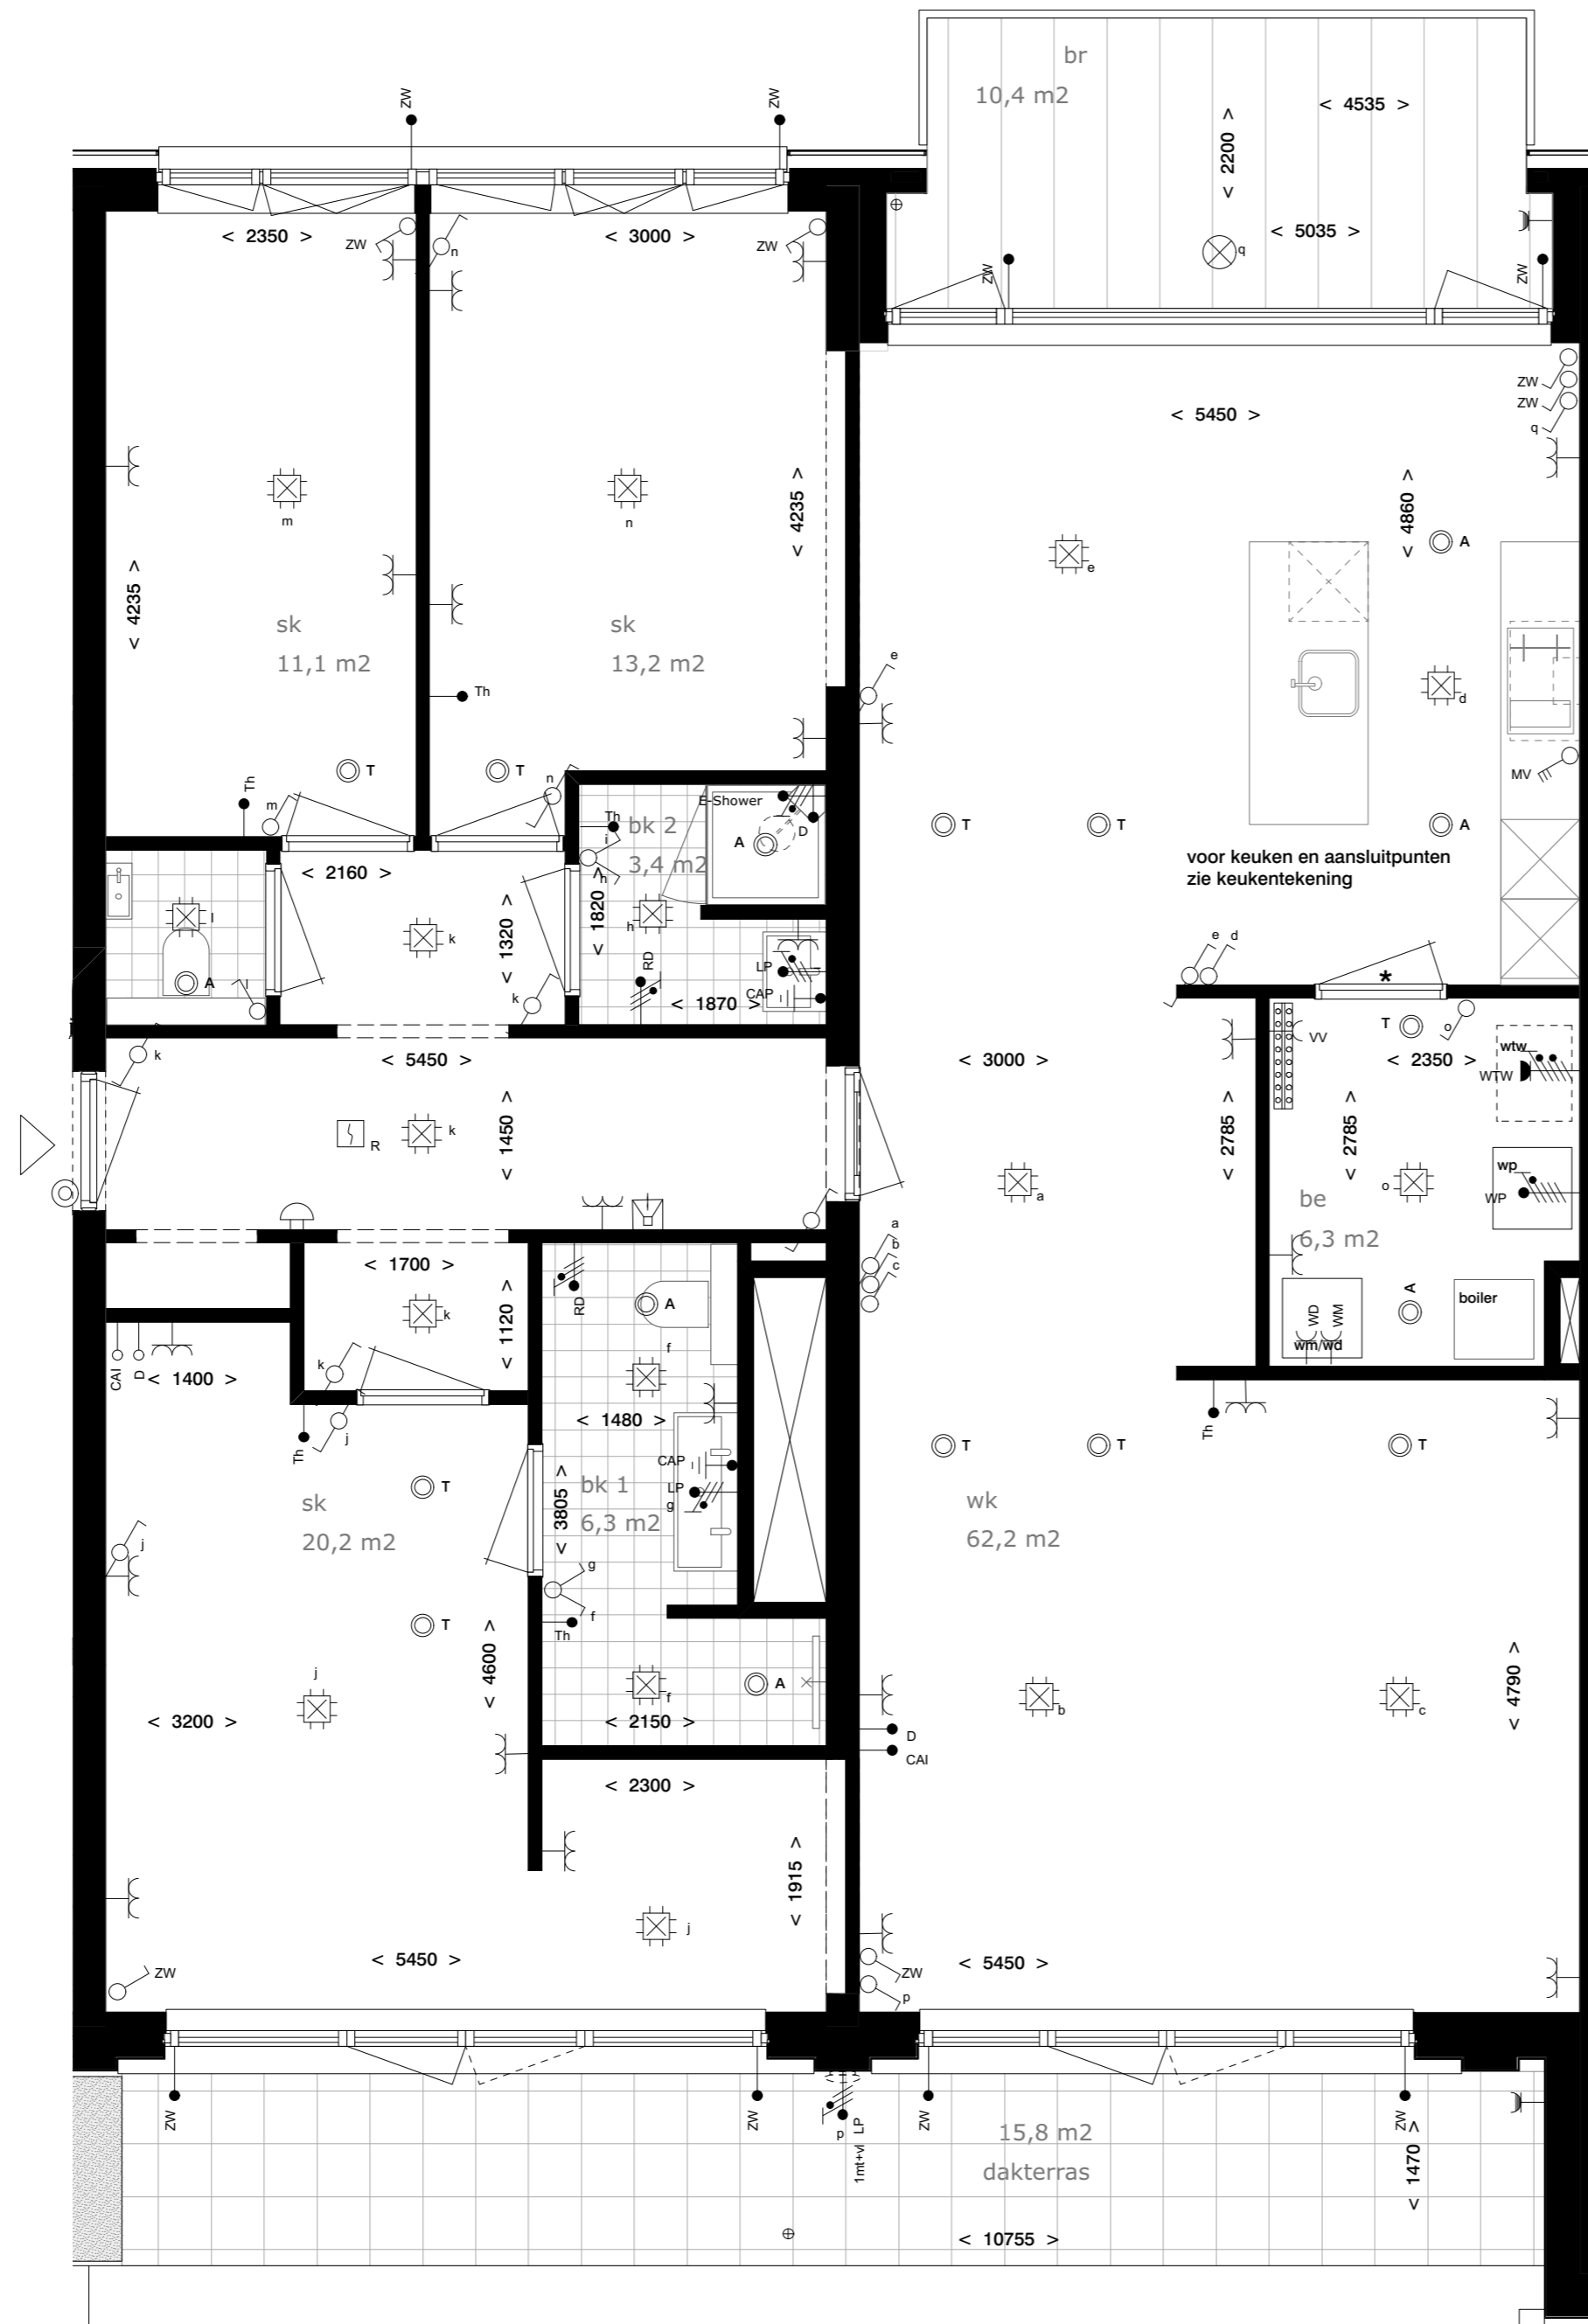 br
10,4 m2
< 4535 >
< 2200 >
< 5035 >
q
ZW
ZW
ZW
ZW
< 2350 >
ZW
n
< 3000 >
ZW
< 5450 >
ZW
ZW
q
m
n
< 4235 >
< 4860 >
A
e
< 4235 >
sk
11,1 m2
sk
13,2 m2
e
d
Th
MV
T
T
n
Th
m
E-Shower
Th
bk 2
3,4 m2
i
h
D
A
T
T
A
voor keuken en aansluitpunten
zie keukentekening
< 2160 >
< 1320 >
< 1820 >
l
k
h
A
l
k
RD
LP
CAP
< 1870 >
e
d
*
j
k
< 5450 >
< 3000 >
T
o
VV
< 2350 >
wtw
WTW
R
k
< 1450 >
< 2785 >
< 2785 >
a
o
wp
WP
be
6,3 m2
a
b
c
< 1700 >
k
< 1120 >
RD
A
f
WD
WM
wm/wd
A
boiler
CAI
D
< 1400 >
k
j
Th
< 1480 >
Th
T
sk
20,2 m2
T
CAP
LP
g
bk 1
6,3 m2
< 3805 >
T
T
T
wk
62,2 m2
j
g
f
Th
T
< 4600 >
j
f
A
< 3200 >
< 2150 >
b
c
< 4790 >
D
CAI
< 2300 >
< 1915 >
j
< 5450 >
ZW
ZW
p
< 5450 >
ZW
ZW
p
1mt+vl LP
ZW
ZW
15,8 m2
dakterras
< 1470 >
< 10755 >